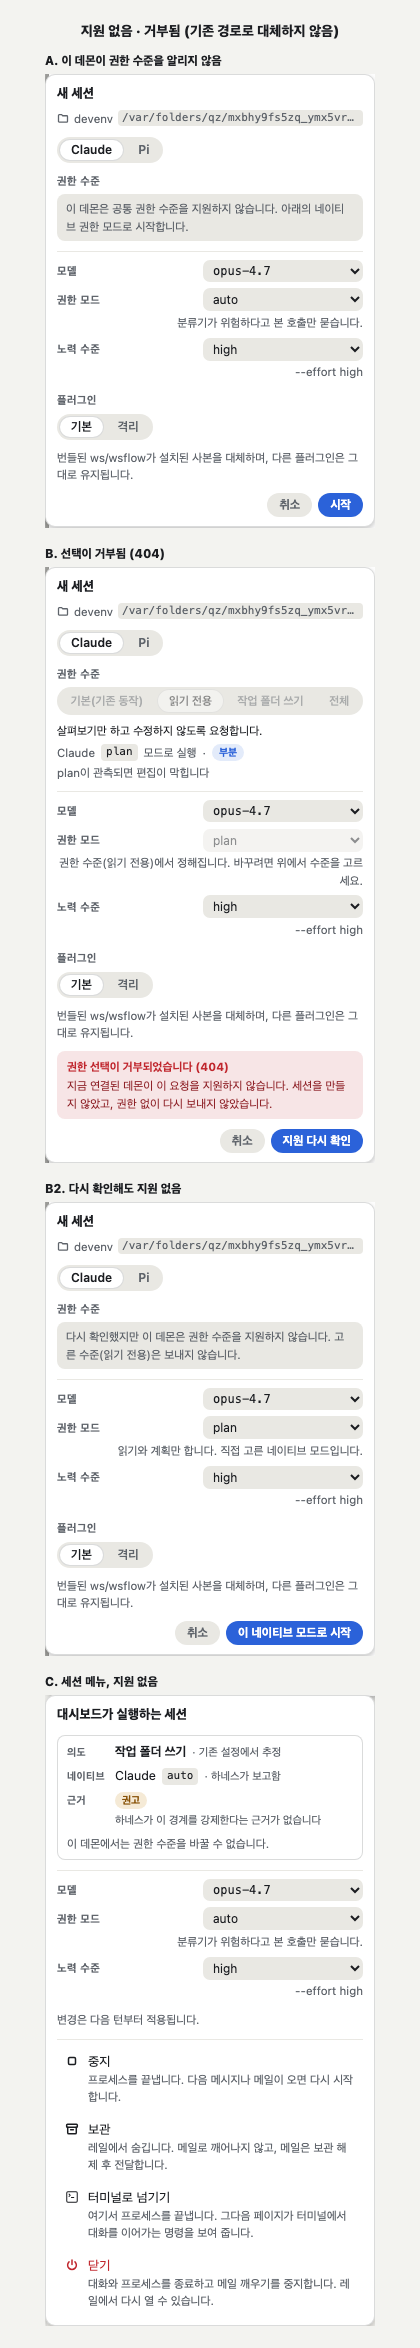 지원 없음 · 거부됨 (기존 경로로 대체하지 않음)
A. 이 데몬이 권한 수준을 알리지 않음
새 세션
devenv /var/folders/qz/mxbhy9fs5zq_ymx5vr…
Claude Pi
권한 수준
이 데몬은 공통 권한 수준을 지원하지 않습니다. 아래의 네이티
브 권한 모드로 시작합니다.
모델 opus-4.7
권한 모드 auto
분류기가 위험하다고 본 호출만 묻습니다.
노력 수준 high
--effort high
플러그인
기본 격리
번들된 ws/wsflow가 설치된 사본을 대체하며, 다른 플러그인은 그
대로 유지됩니다.
취소 시작
B. 선택이 거부됨 (404)
새 세션
devenv /var/folders/qz/mxbhy9fs5zq_ymx5vr…
Claude Pi
권한 수준
기본(기존 동작) 읽기 전용 작업 폴더 쓰기 전체
살펴보기만 하고 수정하지 않도록 요청합니다.
Claude plan 모드로 실행 · 부분
plan이 관측되면 편집이 막힙니다
모델 opus-4.7
권한 모드 plan
권한 수준(읽기 전용)에서 정해집니다. 바꾸려면 위에서 수준을 고르
세요.
노력 수준 high
--effort high
플러그인
기본 격리
번들된 ws/wsflow가 설치된 사본을 대체하며, 다른 플러그인은 그
대로 유지됩니다.
권한 선택이 거부되었습니다 (404)
지금 연결된 데몬이 이 요청을 지원하지 않습니다. 세션을 만들
지 않았고, 권한 없이 다시 보내지 않았습니다.
취소 지원 다시 확인
B2. 다시 확인해도 지원 없음
새 세션
devenv /var/folders/qz/mxbhy9fs5zq_ymx5vr…
Claude Pi
권한 수준
다시 확인했지만 이 데몬은 권한 수준을 지원하지 않습니다. 고
른 수준(읽기 전용)은 보내지 않습니다.
모델 opus-4.7
권한 모드 plan
읽기와 계획만 합니다. 직접 고른 네이티브 모드입니다.
노력 수준 high
--effort high
플러그인
기본 격리
번들된 ws/wsflow가 설치된 사본을 대체하며, 다른 플러그인은 그
대로 유지됩니다.
취소 이 네이티브 모드로 시작
C. 세션 메뉴, 지원 없음
대시보드가 실행하는 세션
의도 작업 폴더 쓰기 · 기존 설정에서 추정
네이티브 Claude auto · 하네스가 보고함
근거 권고
하네스가 이 경계를 강제한다는 근거가 없습니다
이 데몬에서는 권한 수준을 바꿀 수 없습니다.
모델 opus-4.7
권한 모드 auto
분류기가 위험하다고 본 호출만 묻습니다.
노력 수준 high
--effort high
변경은 다음 턴부터 적용됩니다.
중지
프로세스를 끝냅니다. 다음 메시지나 메일이 오면 다시 시작
합니다.
보관
레일에서 숨깁니다. 메일로 깨어나지 않고, 메일은 보관 해
제 후 전달합니다.
터미널로 넘기기
여기서 프로세스를 끝냅니다. 그다음 페이지가 터미널에서
대화를 이어가는 명령을 보여 줍니다.
닫기
대화와 프로세스를 종료하고 메일 깨우기를 중지합니다. 레
일에서 다시 열 수 있습니다.